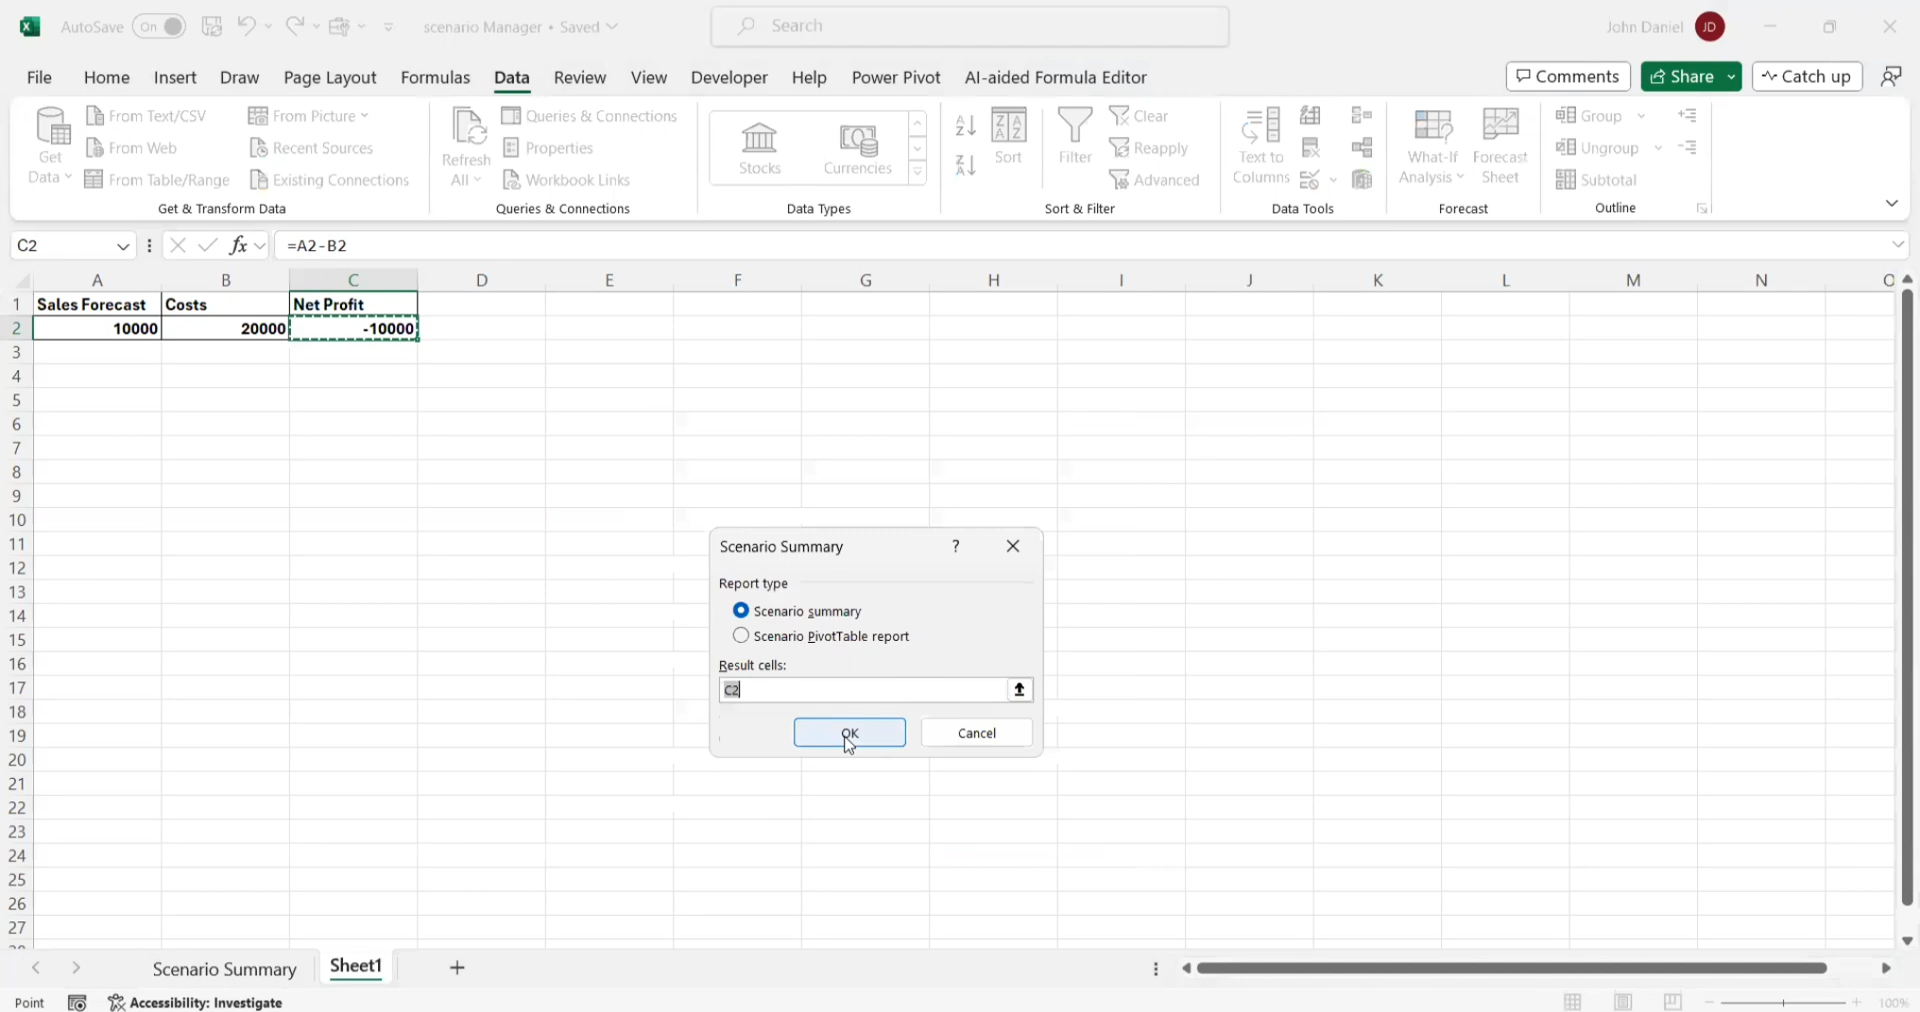 AutoSave On scenario Manager • Saved Search John Daniel JD
File Home Insert Draw Page Layout Formulas Data Review View Developer Help Power Pivot AI-aided Formula Editor Comments Share Catch up
Get Data
From Text/CSV
From Web
From Table/Range
From Picture
Recent Sources
Existing Connections
Get & Transform Data
Refresh All
Queries & Connections
Properties
Workbook Links
Queries & Connections
Stocks
Currencies
Data Types
Sort
Sort & Filter
Filter
Clear
Reapply
Advanced
Text to Columns
Data Tools
What-If Analysis
Forecast Sheet
Forecast
Group
Ungroup
Subtotal
Outline
C2 fx =A2-B2
A B C D E F G H I J K L M N O
1 Sales Forecast Costs Net Profit
2 10000 20000 -10000
3
4
5
6
7
8
9
10
11
12
13
14
15
16
17
18
19
20
21
22
23
24
25
26
27
Scenario Summary ?
Report type
Scenario summary
Scenario PivotTable report
Result cells:
C2
OK Cancel
Scenario Summary Sheet1
Point Accessibility: Investigate 100%